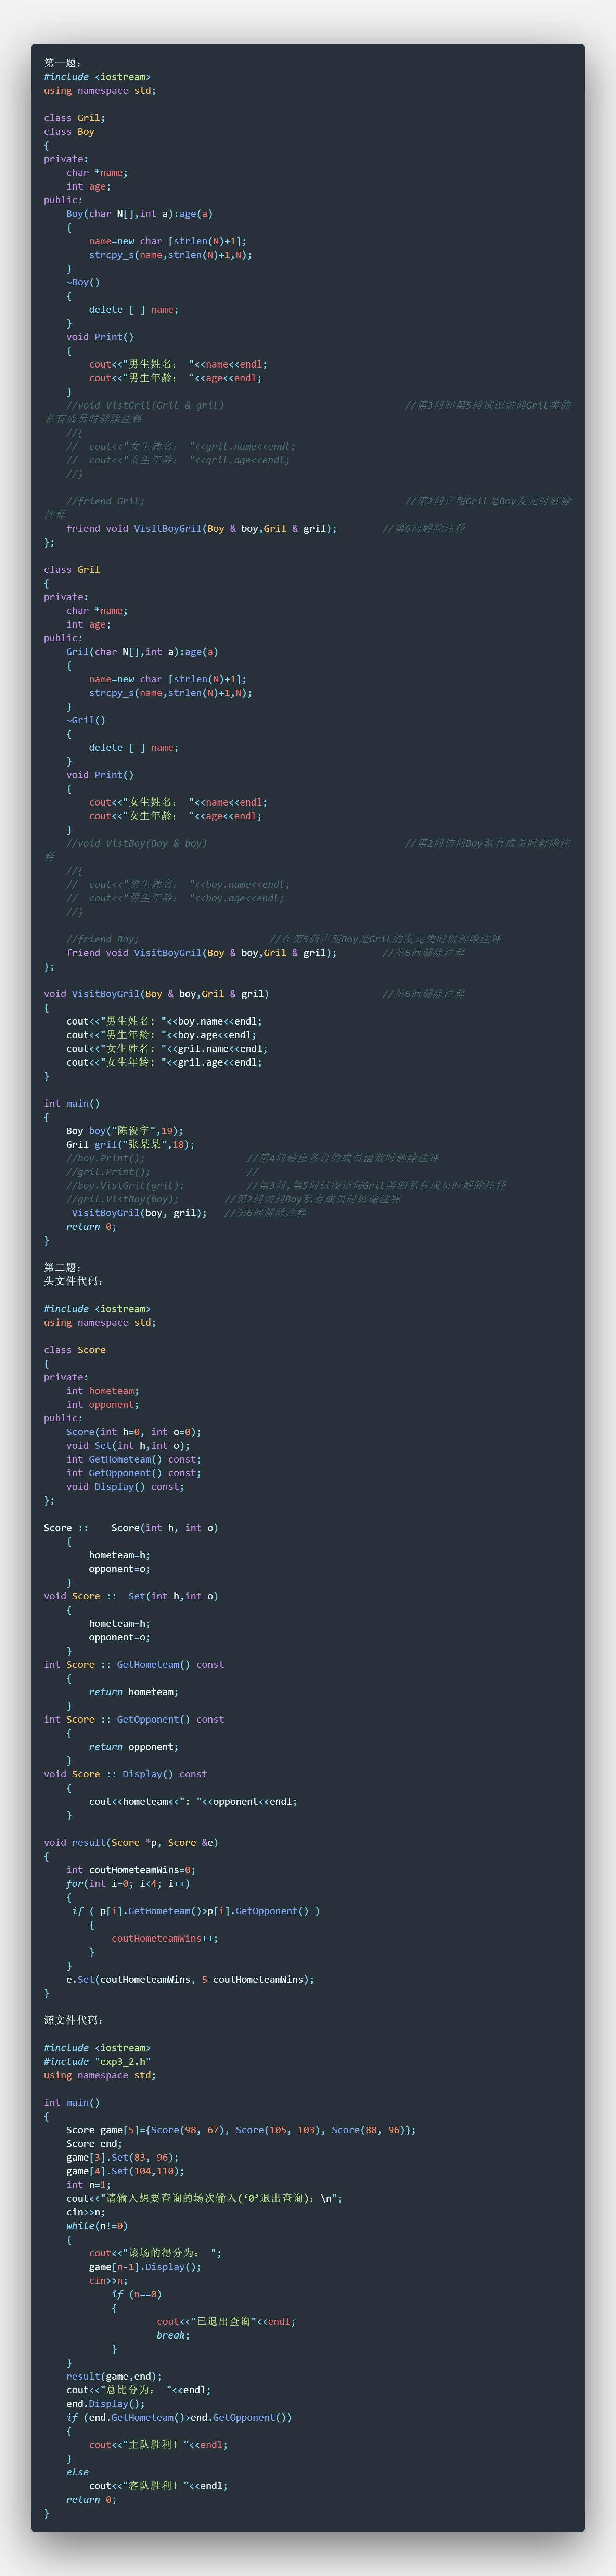 第一题：
#include <iostream>
using namespace std;

class Gril;
class Boy
{
private:
    char *name;
    int age;
public:
    Boy(char N[],int a):age(a)
    {
        name=new char [strlen(N)+1];
        strcpy_s(name,strlen(N)+1,N);
    }
    ~Boy()
    {
        delete [ ] name;
    }
    void Print()
    {
        cout<<"男生姓名： "<<name<<endl;
        cout<<"男生年龄： "<<age<<endl;
    }
    //void VistGril(Gril & gril)                                //第3问和第5问试图访问Gril类的
私有成员时解除注释
    //{
    //  cout<<"女生姓名： "<<gril.name<<endl;
    //  cout<<"女生年龄： "<<gril.age<<endl;
    //}

    //friend Gril;                                              //第2问声明Gril是Boy友元时解除
注释
    friend void VisitBoyGril(Boy & boy,Gril & gril);        //第6问解除注释
};

class Gril
{
private:
    char *name;
    int age;
public:
    Gril(char N[],int a):age(a)
    {
        name=new char [strlen(N)+1];
        strcpy_s(name,strlen(N)+1,N);
    }
    ~Gril()
    {
        delete [ ] name;
    }
    void Print()
    {
        cout<<"女生姓名： "<<name<<endl;
        cout<<"女生年龄： "<<age<<endl;
    }
    //void VistBoy(Boy & boy)                                   //第2问访问Boy私有成员时解除注
释
    //{
    //  cout<<"男生姓名： "<<boy.name<<endl;
    //  cout<<"男生年龄： "<<boy.age<<endl;
    //}

    //friend Boy;                       //在第5问声明Boy是Gril的友元类时候解除注释
    friend void VisitBoyGril(Boy & boy,Gril & gril);        //第6问解除注释
};

void VisitBoyGril(Boy & boy,Gril & gril)                    //第6问解除注释
{
    cout<<"男生姓名: "<<boy.name<<endl;
    cout<<"男生年龄: "<<boy.age<<endl;
    cout<<"女生姓名: "<<gril.name<<endl;
    cout<<"女生年龄: "<<gril.age<<endl;
}

int main()
{
    Boy boy("陈俊宇",19);
    Gril gril("张某某",18);
    //boy.Print();                  //第4问输出各自的成员函数时解除注释
    //gril.Print();                 //
    //boy.VistGril(gril);           //第3问,第5问试图访问Gril类的私有成员时解除注释
    //gril.VistBoy(boy);        //第2问访问Boy私有成员时解除注释
     VisitBoyGril(boy, gril);   //第6问解除注释
    return 0;
}

第二题：
头文件代码：

#include <iostream>
using namespace std;

class Score
{
private:
    int hometeam;
    int opponent;
public:
    Score(int h=0, int o=0);
    void Set(int h,int o);
    int GetHometeam() const;
    int GetOpponent() const;
    void Display() const;
};

Score ::    Score(int h, int o)
    {
        hometeam=h;
        opponent=o;
    }
void Score ::  Set(int h,int o)
    {
        hometeam=h;
        opponent=o;
    }
int Score :: GetHometeam() const
    {
        return hometeam;
    }
int Score :: GetOpponent() const
    {
        return opponent;
    }
void Score :: Display() const
    {
        cout<<hometeam<<": "<<opponent<<endl;
    }

void result(Score *p, Score &e)
{
    int coutHometeamWins=0;
    for(int i=0; i<4; i++)
    {
     if ( p[i].GetHometeam()>p[i].GetOpponent() )
        {
            coutHometeamWins++;
        }
    }
    e.Set(coutHometeamWins, 5-coutHometeamWins);
}

源文件代码：

#include <iostream>
#include "exp3_2.h"
using namespace std;

int main()
{
    Score game[5]={Score(98, 67), Score(105, 103), Score(88, 96)};
    Score end;
    game[3].Set(83, 96);
    game[4].Set(104,110);
    int n=1;
    cout<<"请输入想要查询的场次输入(‘0’退出查询)：\n";
    cin>>n;
    while(n!=0)
    {
        cout<<"该场的得分为： ";
        game[n-1].Display();
        cin>>n;
            if (n==0)
            {
                    cout<<"已退出查询"<<endl;
                    break;
            }
    }
    result(game,end);
    cout<<"总比分为： "<<endl;
    end.Display();
    if (end.GetHometeam()>end.GetOpponent())
    {
        cout<<"主队胜利！"<<endl;
    }
    else
        cout<<"客队胜利！"<<endl;
    return 0;
}